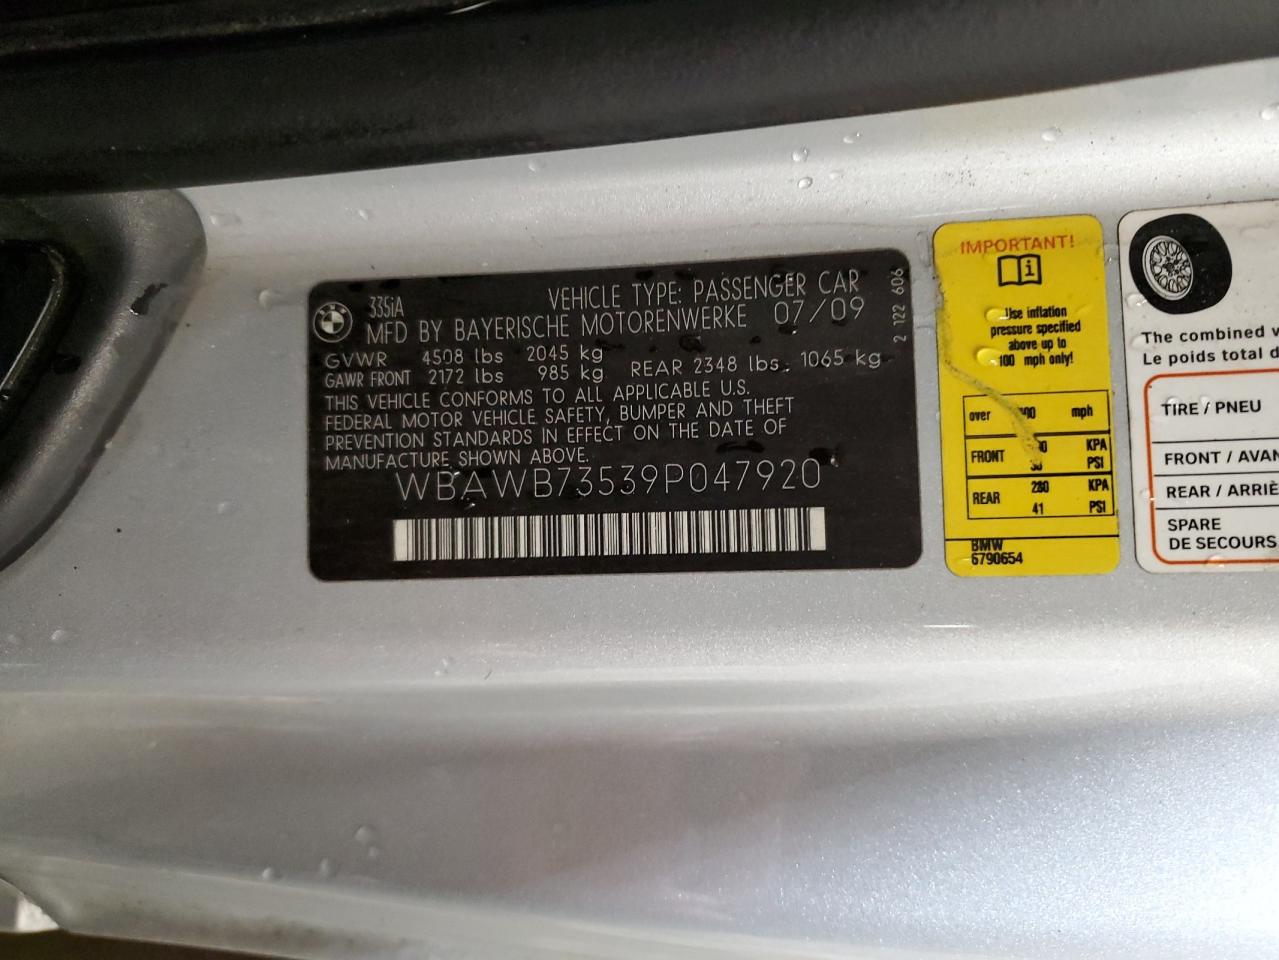 335iA VEHICLE TYPE: PASSENGER CAR
MFD BY BAYERISCHE MOTORENWERKE 07/09
GVWR 4508 lbs 2045 kg
GAWR FRONT 2172 lbs 985 kg REAR 2348 lbs. 1065 kg
THIS VEHICLE CONFORMS TO ALL APPLICABLE U.S.
FEDERAL MOTOR VEHICLE SAFETY, BUMPER AND THEFT
PREVENTION STANDARDS IN EFFECT ON THE DATE OF
MANUFACTURE SHOWN ABOVE.
WBAWB73539P047920
2 122 606
IMPORTANT!
Use inflation
pressure specified
above up to
100 mph only!
over mph
KPA
FRONT PSI
280 KPA
REAR
41 PSI
BMW
6790654
The combined
Le poids total
TIRE / PNEU
FRONT / AVAN
REAR / ARRIÈ
SPARE
DE SECOURS